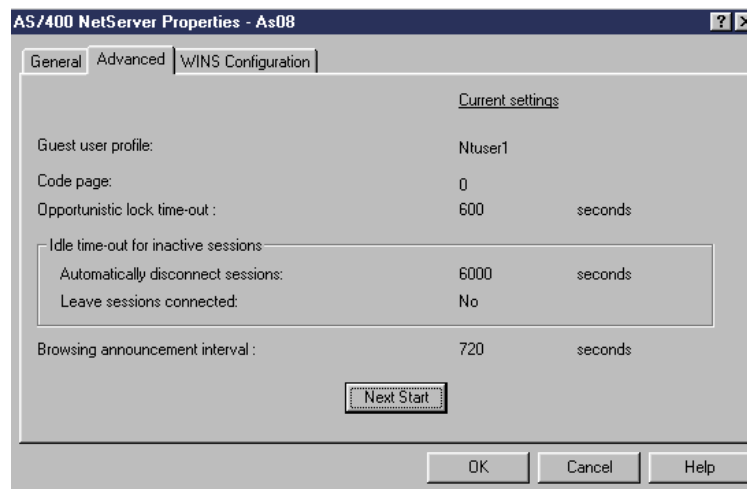 AS/400 NetServer Properties - As08
General Advanced WINS Configuration
Current settings
Guest user profile: Ntuser1
Code page: 0
Opportunistic lock time-out : 600 seconds
Idle time-out for inactive sessions
Automatically disconnect sessions: 6000 seconds
Leave sessions connected: No
Browsing announcement interval : 720 seconds
Next Start
OK Cancel Help